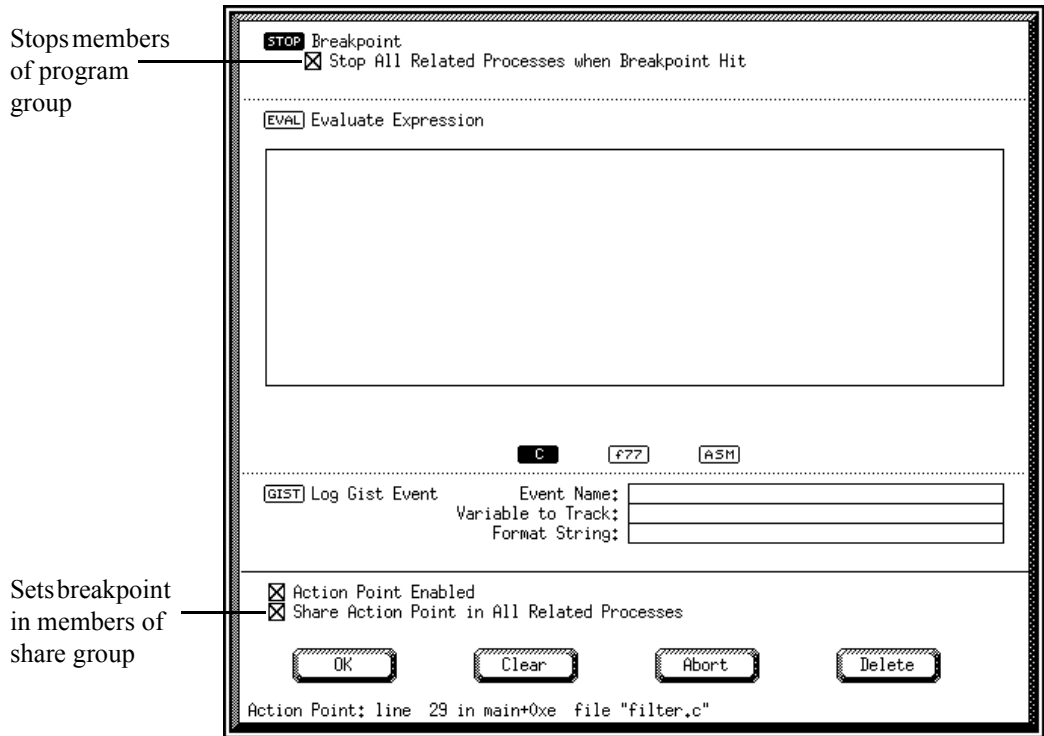 Stops members
of program
group
STOP Breakpoint
Stop All Related Processes when Breakpoint Hit
EVAL Evaluate Expression
C f77 ASM
GIST Log Gist Event Event Name:
Variable to Track:
Format String:
Sets breakpoint
in members of
share group
Action Point Enabled
Share Action Point in All Related Processes
OK Clear Abort Delete
Action Point: line 29 in main+0xe file "filter.c"